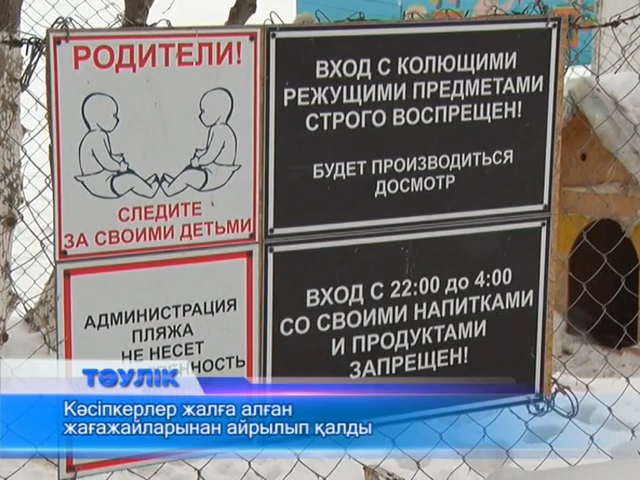 РОДИТЕЛИ!
СЛЕДИТЕ
ЗА СВОИМИ ДЕТЬМИ
ВХОД С КОЛЮЩИМИ
РЕЖУЩИМИ ПРЕДМЕТАМИ
СТРОГО ВОСПРЕЩЕН!
БУДЕТ ПРОИЗВОДИТЬСЯ
ДОСМОТР
АДМИНИСТРАЦИЯ
ПЛЯЖА
НЕ НЕСЕТ
ВХОД С 22:00 до 4:00
СО СВОИМИ НАПИТКАМИ
И ПРОДУКТАМИ
ЗАПРЕЩЕН!
ТӘУЛІК
Кәсіпкерлер жалға алған
жағажайларынан айрылып қалды